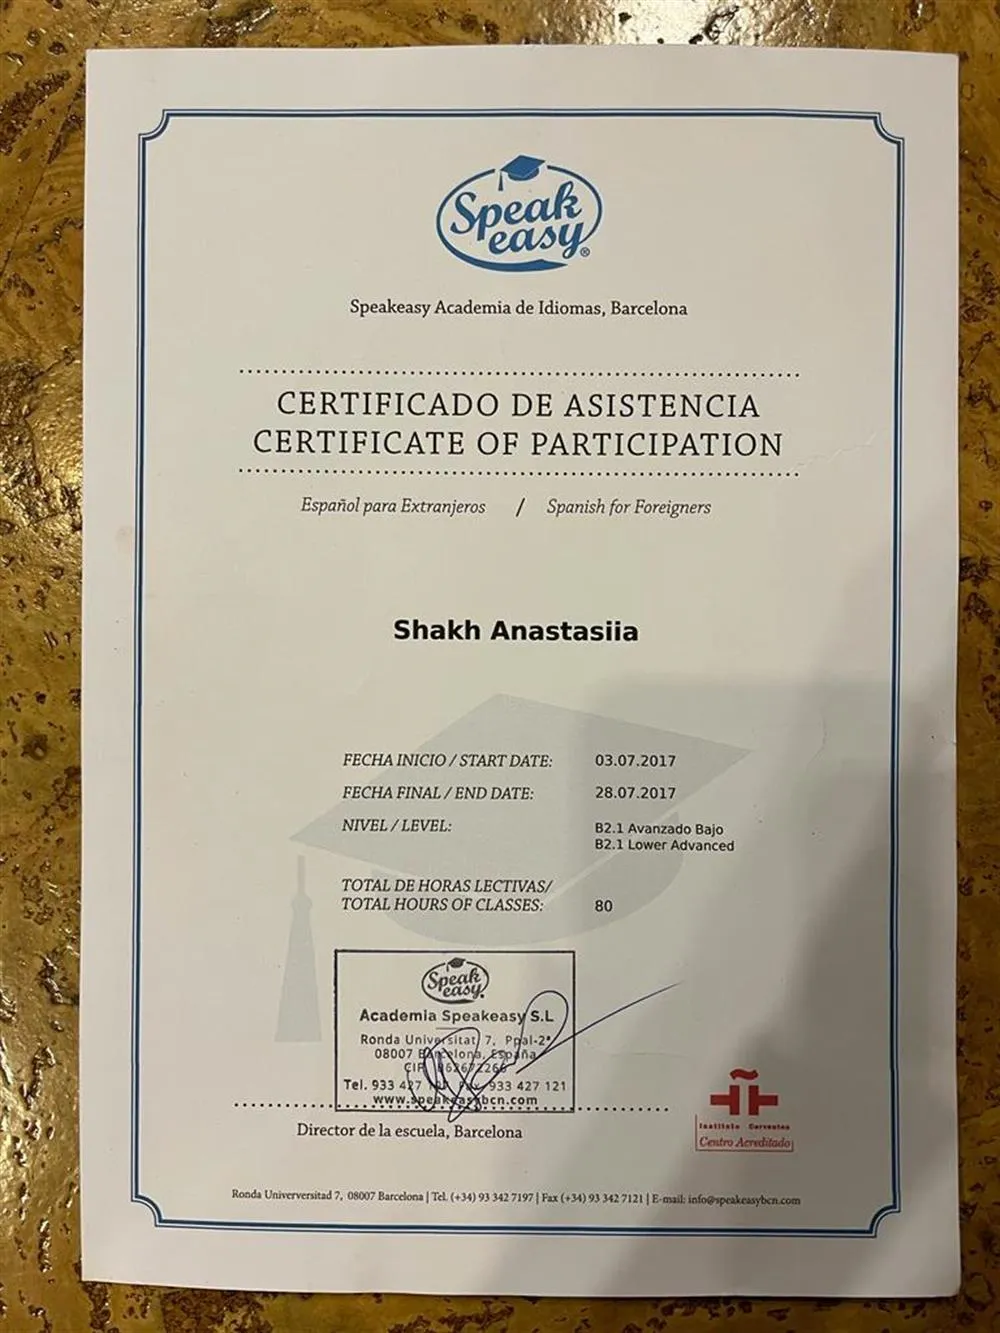 Speak
easy®
Speakeasy Academia de Idiomas, Barcelona
CERTIFICADO DE ASISTENCIA
CERTIFICATE OF PARTICIPATION
Español para Extranjeros / Spanish for Foreigners
Shakh Anastasiia
FECHA INICIO / START DATE: 03.07.2017
FECHA FINAL / END DATE: 28.07.2017
NIVEL / LEVEL: B2.1 Avanzado Bajo
B2.1 Lower Advanced
TOTAL DE HORAS LECTIVAS/
TOTAL HOURS OF CLASSES: 80
Speak
easy
Academia Speakeasy S.L
Ronda Universitat 7, Ppal-2ª
08007 Barcelona, España
CIF
Tel. 933 427 Fax 933 427 121
www.speakeasybcn.com
Director de la escuela, Barcelona
Instituto Cervantes
Centro Acreditado
Ronda Univerversitad 7, 08007 Barcelona | Tel. (+34) 93 342 7197 | Fax (+34) 93 342 7121 | E-mail: info@speakeasybcn.com